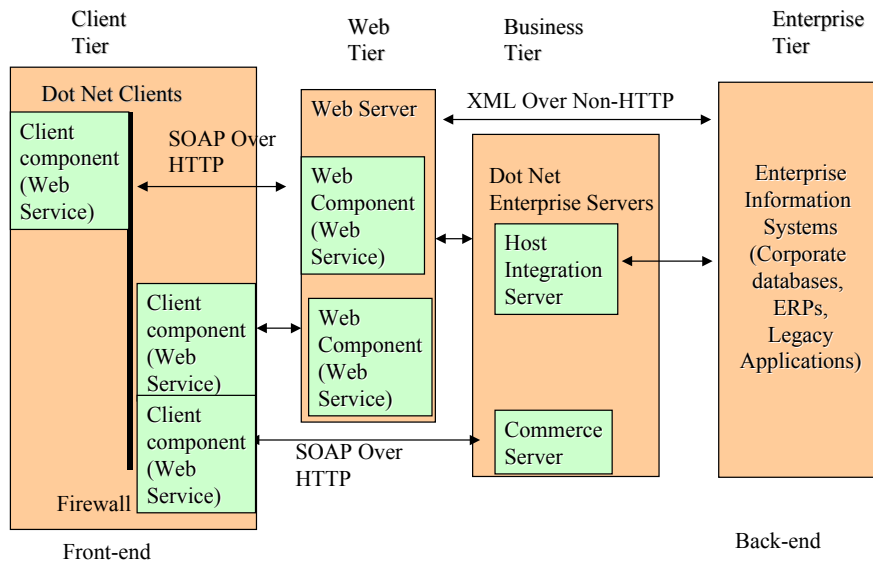 Client
Tier
Web
Tier
Business
Tier
Enterprise
Tier
Dot Net Clients
Client
component
(Web
Service)
SOAP Over
HTTP
Client
component
(Web
Service)
Client
component
(Web
Service)
Firewall
Front-end
Web Server
Web
Component
(Web
Service)
Web
Component
(Web
Service)
SOAP Over
HTTP
XML Over Non-HTTP
Dot Net
Enterprise Servers
Host
Integration
Server
Commerce
Server
Enterprise
Information
Systems
(Corporate
databases,
ERPs,
Legacy
Applications)
Back-end